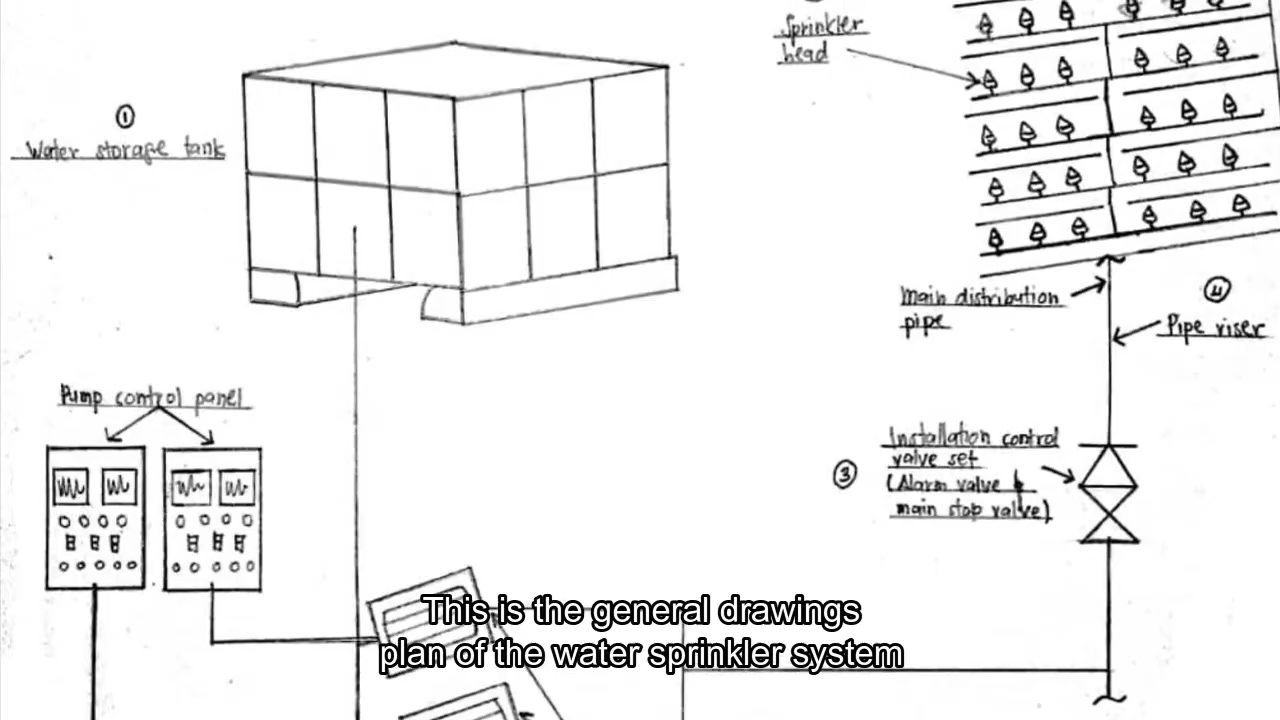 Sprinkler
head
①
Water storage tank
main distribution
pipe
④
Pipe riser
Pump control panel
Installation control
valve set
③
(Alarm valve &
main stop valve)
This is the general drawings
plan of the water sprinkler system